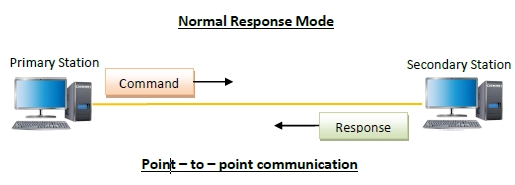 Normal Response Mode
Primary Station
Secondary Station
Command
Response
Point – to – point communication